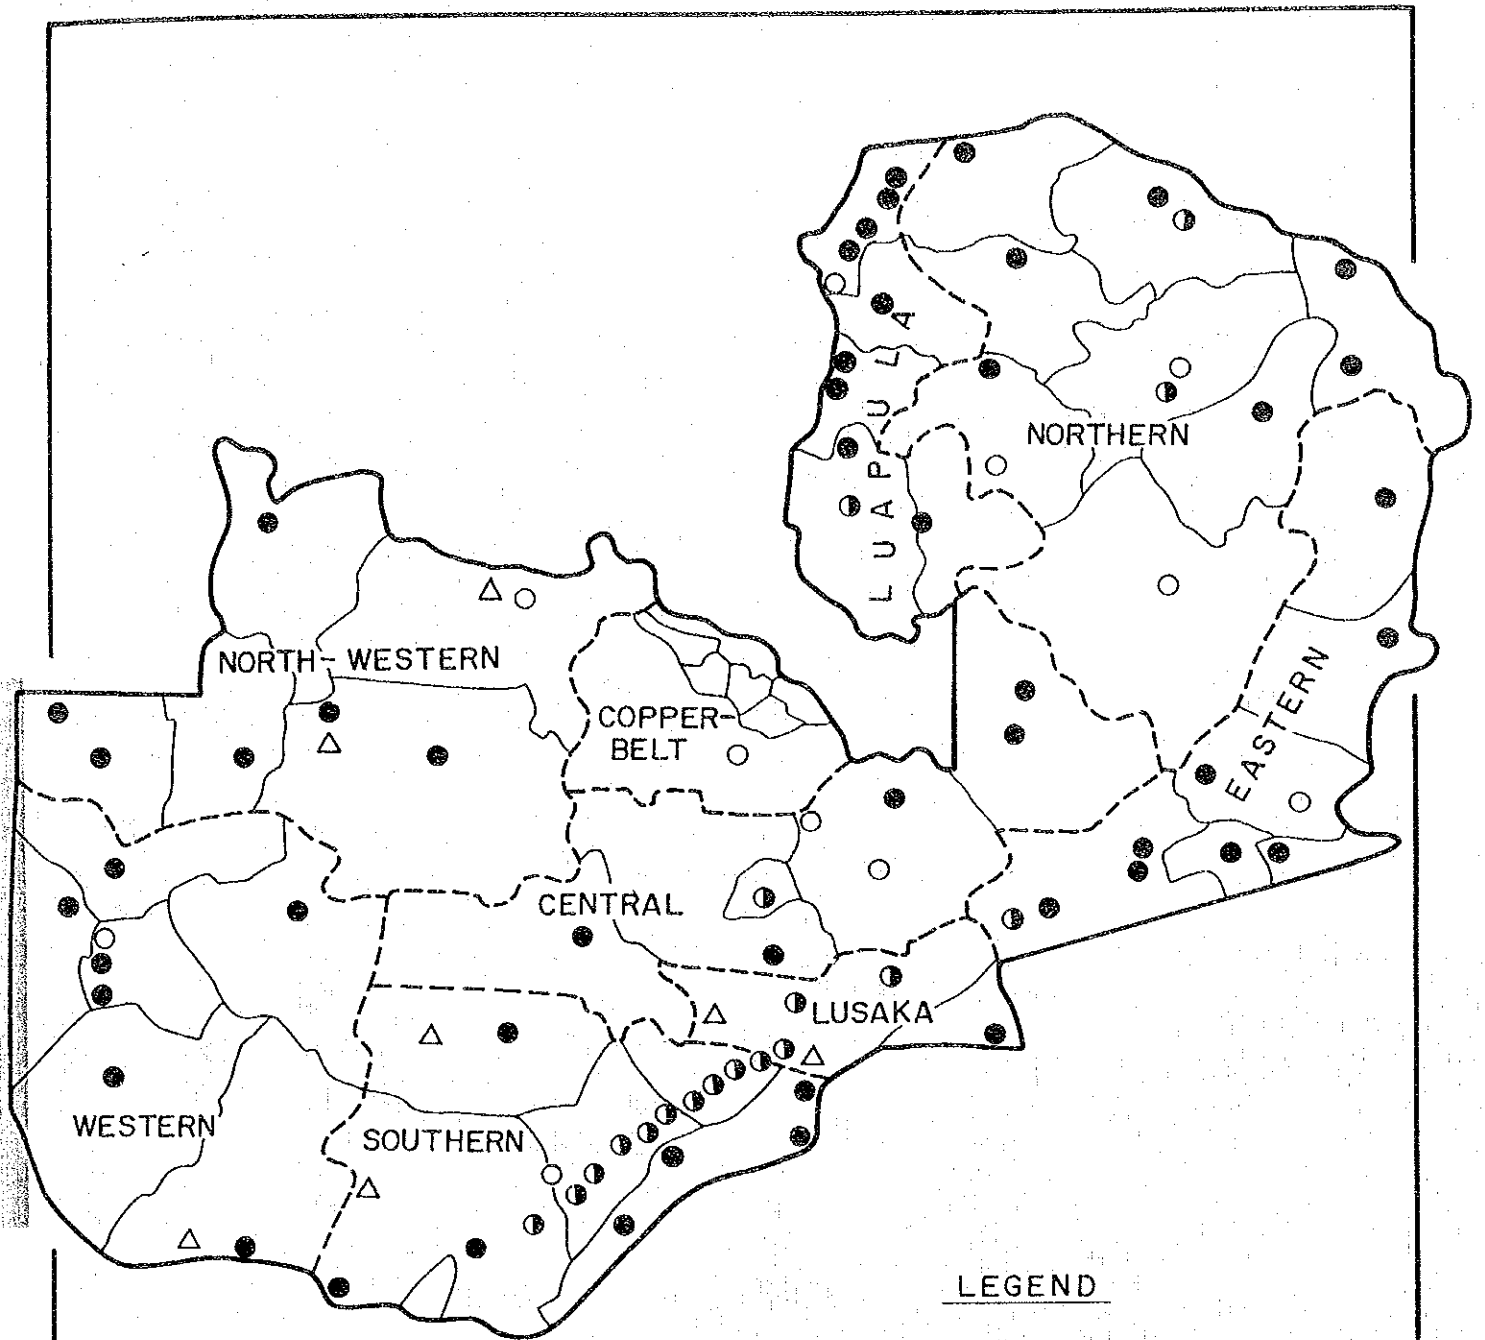 LUAPULA
NORTHERN
NORTH-WESTERN
COPPER-
BELT
EASTERN
CENTRAL
LUSAKA
WESTERN
SOUTHERN
LEGEND